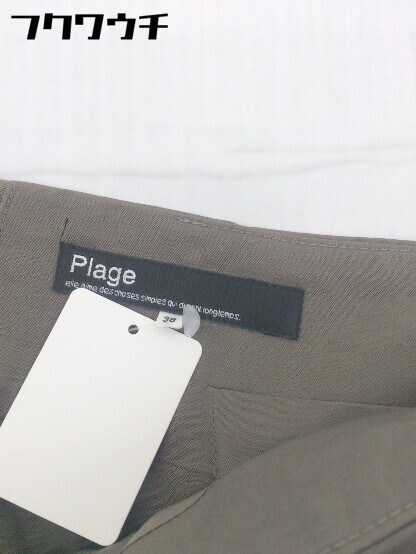 フクワウチ
Plage
elle aime des choses simples qui durent longtemps.
38